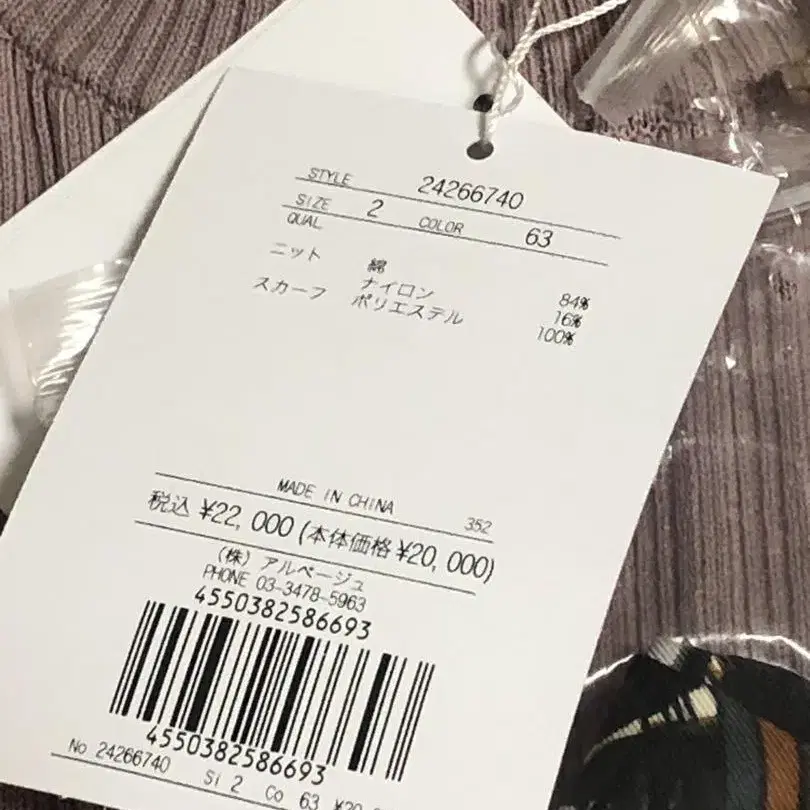 STYLE 24266740
SIZE 2 COLOR 63
QUAL
ニット 綿 84%
ナイロン 16%
スカーフ ポリエステル 100%
MADE IN CHINA 352
税込 ¥22,000 (本体価格 ¥20,000)
(株) アルページュ
PHONE 03-3478-5963
4550382586693
4550382586693
No 24266740 Si 2 Co 63